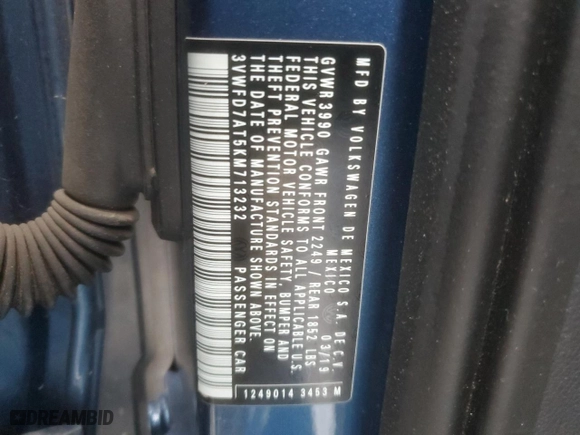 MFD BY VOLKSWAGEN DE MEXICO S.A. DE C.V.
MEXICO 03/19
GVWR 3990 GAWR FRONT 2249 / REAR 1852 LBS
THIS VEHICLE CONFORMS TO ALL APPLICABLE U.S.
FEDERAL MOTOR VEHICLE SAFETY, BUMPER AND
THEFT PREVENTION STANDARDS IN EFFECT ON
THE DATE OF MANUFACTURE SHOWN ABOVE.
3VWFD7AT5KM713232 PASSENGER CAR
1249014 3453 M
DREAMBID